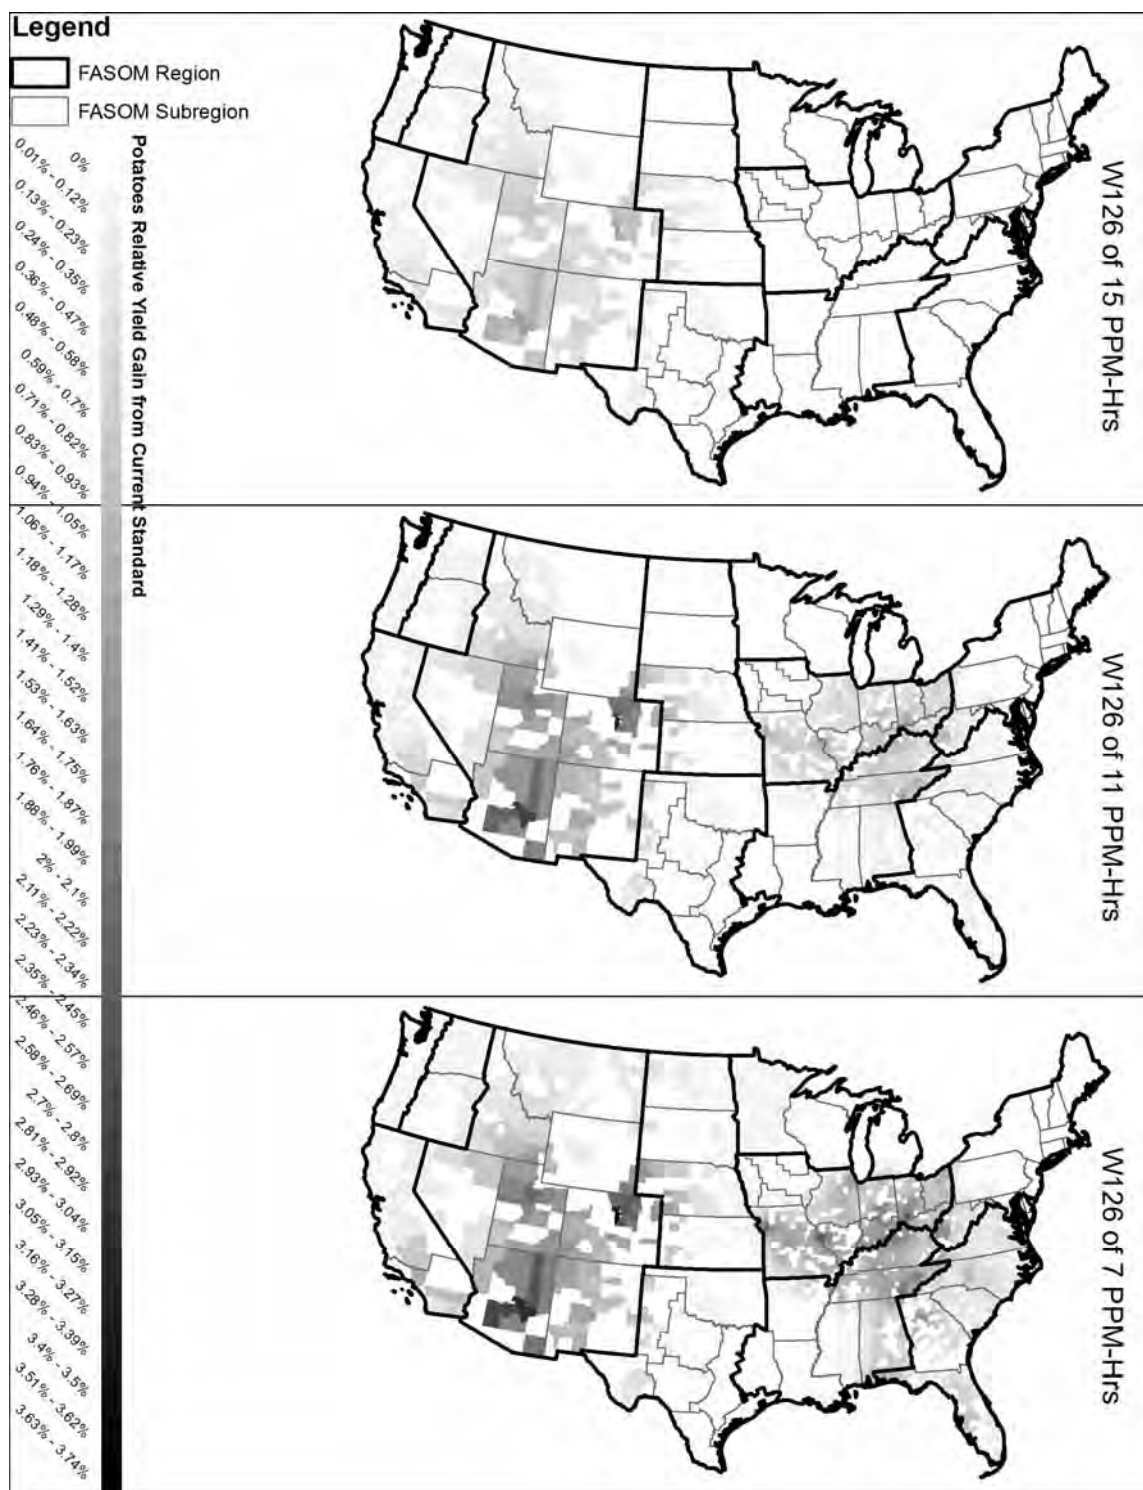 Legend
FASOM Region
FASOM Subregion
Potatoes Relative Yield Gain from Current Standard
0%
0.01% - 0.12%
0.13% - 0.23%
0.24% - 0.35%
0.36% - 0.47%
0.48% - 0.58%
0.59% - 0.7%
0.71% - 0.82%
0.83% - 0.93%
0.94% - 1.05%
1.06% - 1.17%
1.18% - 1.28%
1.29% - 1.4%
1.41% - 1.52%
1.53% - 1.63%
1.64% - 1.75%
1.76% - 1.87%
1.88% - 1.99%
2% - 2.1%
2.11% - 2.22%
2.23% - 2.34%
2.35% - 2.45%
2.46% - 2.57%
2.58% - 2.69%
2.7% - 2.8%
2.81% - 2.92%
2.93% - 3.04%
3.05% - 3.15%
3.16% - 3.27%
3.28% - 3.39%
3.4% - 3.5%
3.51% - 3.62%
3.63% - 3.74%
W126 of 15 PPM-Hrs
W126 of 11 PPM-Hrs
W126 of 7 PPM-Hrs